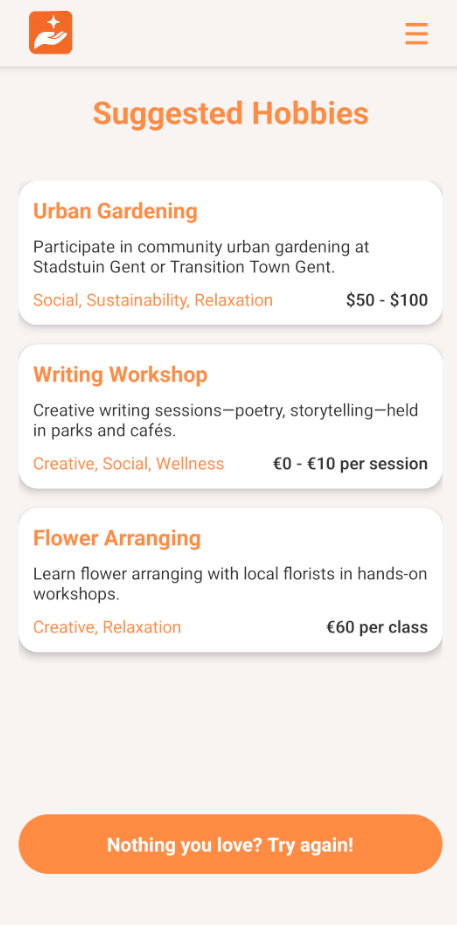 Suggested Hobbies
Urban Gardening
Participate in community urban gardening at
Stadstuin Gent or Transition Town Gent.
Social, Sustainability, Relaxation
$50 - $100
Writing Workshop
Creative writing sessions—poetry, storytelling—held
in parks and cafés.
Creative, Social, Wellness
€0 - €10 per session
Flower Arranging
Learn flower arranging with local florists in hands-on
workshops.
Creative, Relaxation
€60 per class
Nothing you love? Try again!